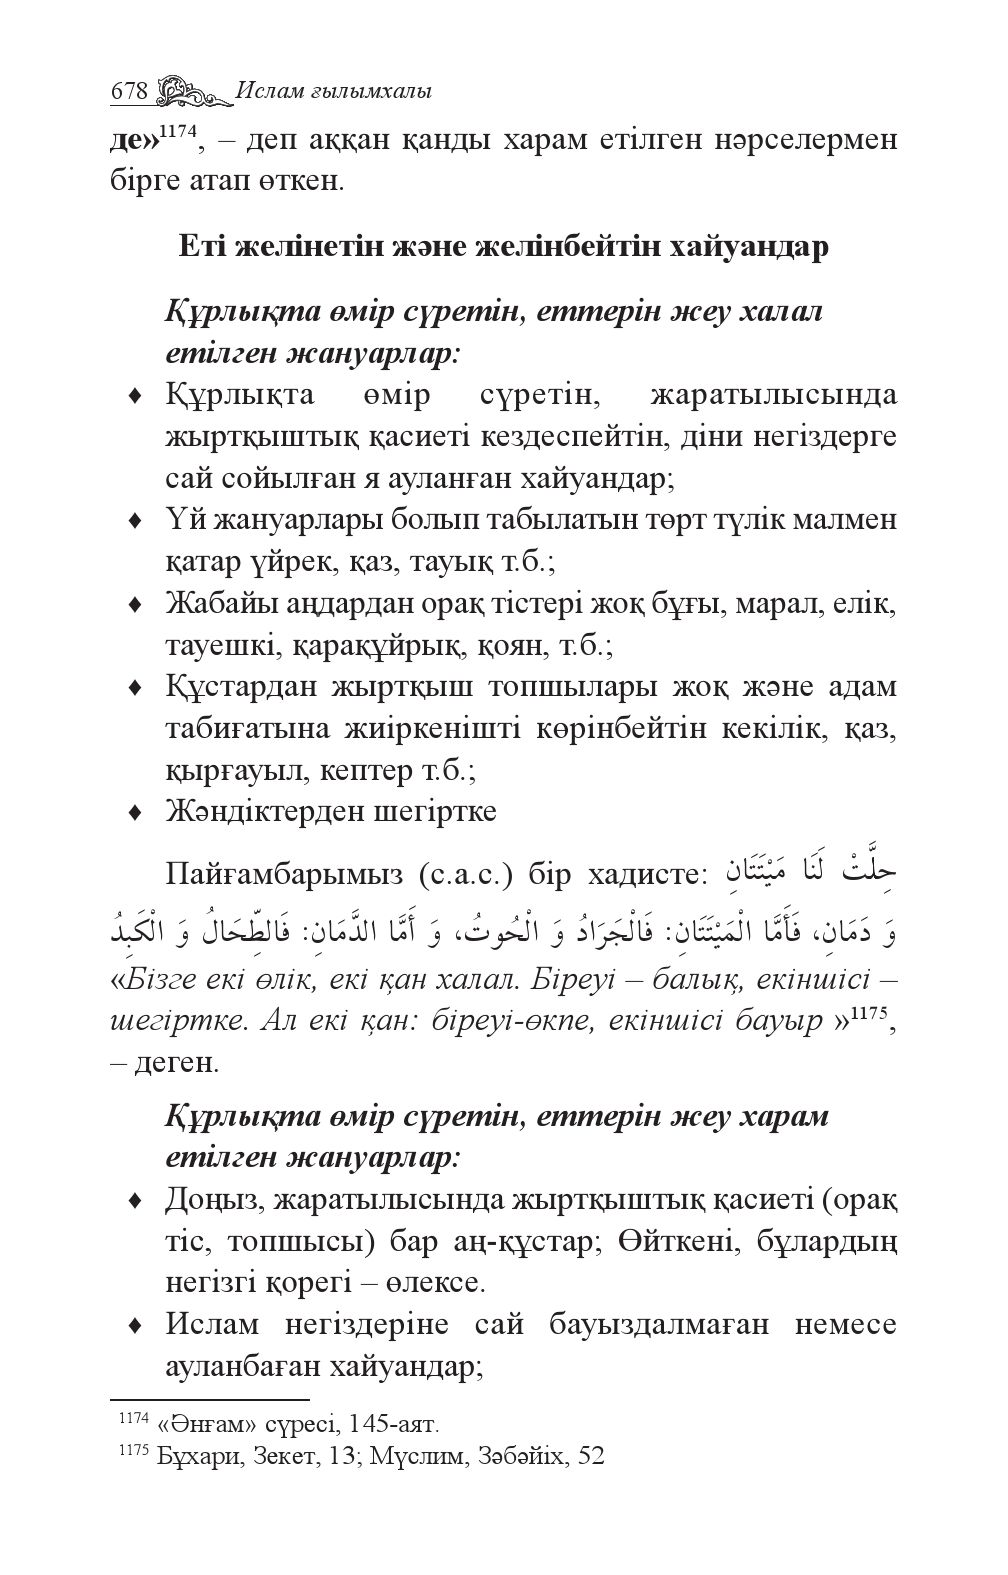 678 Ислам ғылымхалы
де»1174, – деп аққан қанды харам етілген нәрселермен
бірге атап өткен.
Еті желінетін және желінбейтін хайуандар
Құрлықта өмір сүретін, еттерін жеу халал
етілген жануарлар:
♦ Құрлықта өмір сүретін, жаратылысында
жыртқыштық қасиеті кездеспейтін, діни негіздерге
сай сойылған я ауланған хайуандар;
♦ Үй жануарлары болып табылатын төрт түлік малмен
қатар үйрек, қаз, тауық т.б.;
♦ Жабайы аңдардан орақ тістері жоқ бұғы, марал, елік,
тауешкі, қарақұйрық, қоян, т.б.;
♦ Құстардан жыртқыш топшылары жоқ және адам
табиғатына жиіркенішті көрінбейтін кекілік, қаз,
қырғауыл, кептер т.б.;
♦ Жәндіктерден шегіртке
Пайғамбарымыз (с.а.с.) бір хадисте: حِلَّتْ لَنَا مَيْتَتَانِ
وَ دَمَانِ، فَأَمَّا الْمَيْتَتَانِ: فَالْجَرَادُ وَ الْحُوتُ، وَ أَمَّا الدَّمَانِ: فَالطِّحَالُ وَ الْكَبِدُ
«Бізге екі өлік, екі қан халал. Біреуі – балық, екіншісі –
шегіртке. Ал екі қан: біреуі-өкпе, екіншісі бауыр »1175,
– деген.
Құрлықта өмір сүретін, еттерін жеу харам
етілген жануарлар:
♦ Доңыз, жаратылысында жыртқыштық қасиеті (орақ
тіс, топшысы) бар аң-құстар; Өйткені, бұлардың
негізгі қорегі – өлексе.
♦ Ислам негіздеріне сай бауыздалмаған немесе
ауланбаған хайуандар;
1174 «Әнғам» сүресі, 145-аят.
1175 Бұхари, Зекет, 13; Мүслим, Зәбәйіх, 52